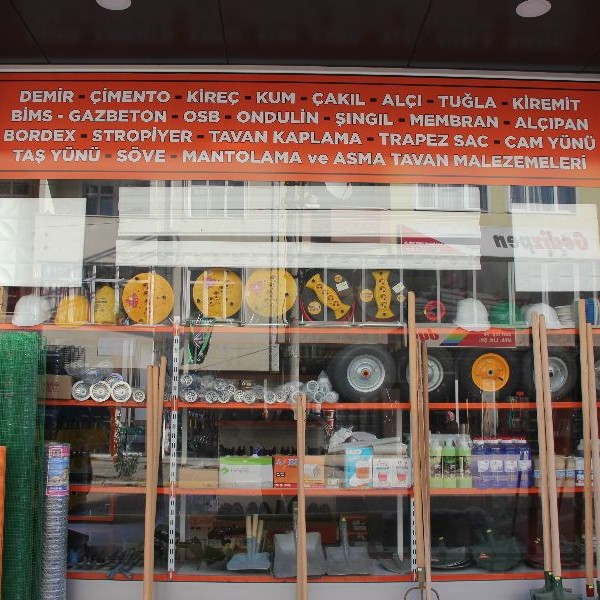 DEMİR - ÇİMENTO - KİREÇ - KUM - ÇAKIL - ALÇI - TUĞLA - KİREMİT
BİMS - GAZBETON - OSB - ONDULİN - ŞINGIL - MEMBRAN - ALÇIPAN
BORDEX - STROPİYER - TAVAN KAPLAMA - TRAPEZ SAC - CAM YÜNÜ
TAŞ YÜNÜ - SÖVE - MANTOLAMA ve ASMA TAVAN MALEZEMELERİ
Gedizpen